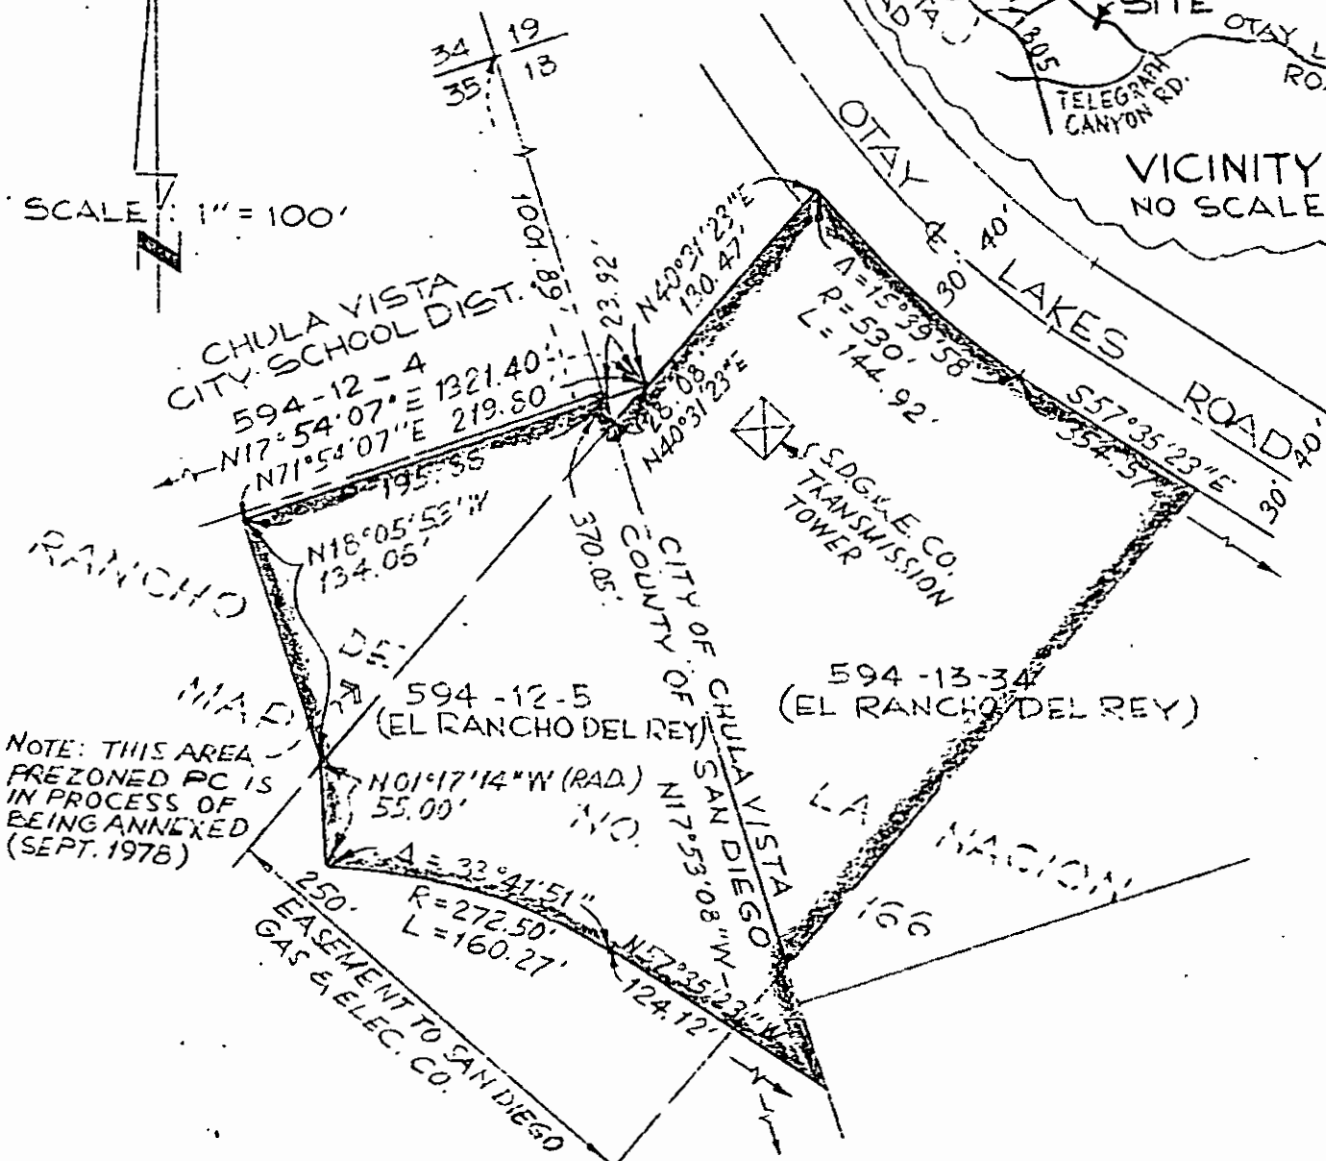 34 19
35 13
SITE
OTAY L
1805
TELEGRAPH
CANYON RD.
VICINITY
NO SCALE
SCALE : 1" = 100'
OTAY
LAKES
ROAD
40'
30'
40'
30'
1001.89'
23.92'
N40°31'23"E
130.47'
Δ=15°39'58"
R=530'
L=144.92'
S57°35'23"E
354.57'
CHULA VISTA
CITY SCHOOL DIST.
594-12-4
N17°54'07"E 1321.40'
N71°54'07"E 219.80'
195.88
28.08'
N40°31'23"E
S.D.G. & E. CO.
TRANSMISSION
TOWER
N18°05'53"W
134.05'
370.05'
CITY OF CHULA VISTA
COUNTY OF SAN DIEGO
N17°53'08"W
RANCHO
DE
LA
NACION
MAP
NO.
166
594-12-5
(EL RANCHO DEL REY)
594-13-34
(EL RANCHO DEL REY)
NOTE: THIS AREA
PREZONED PC IS
IN PROCESS OF
BEING ANNEXED
(SEPT. 1978)
N01°17'14"W (RAD.)
55.00'
Δ = 33°41'51"
R=272.50'
L=160.27'
N57°35'23"W
124.12'
250'
EASEMENT TO SAN DIEGO
GAS & ELEC. CO.